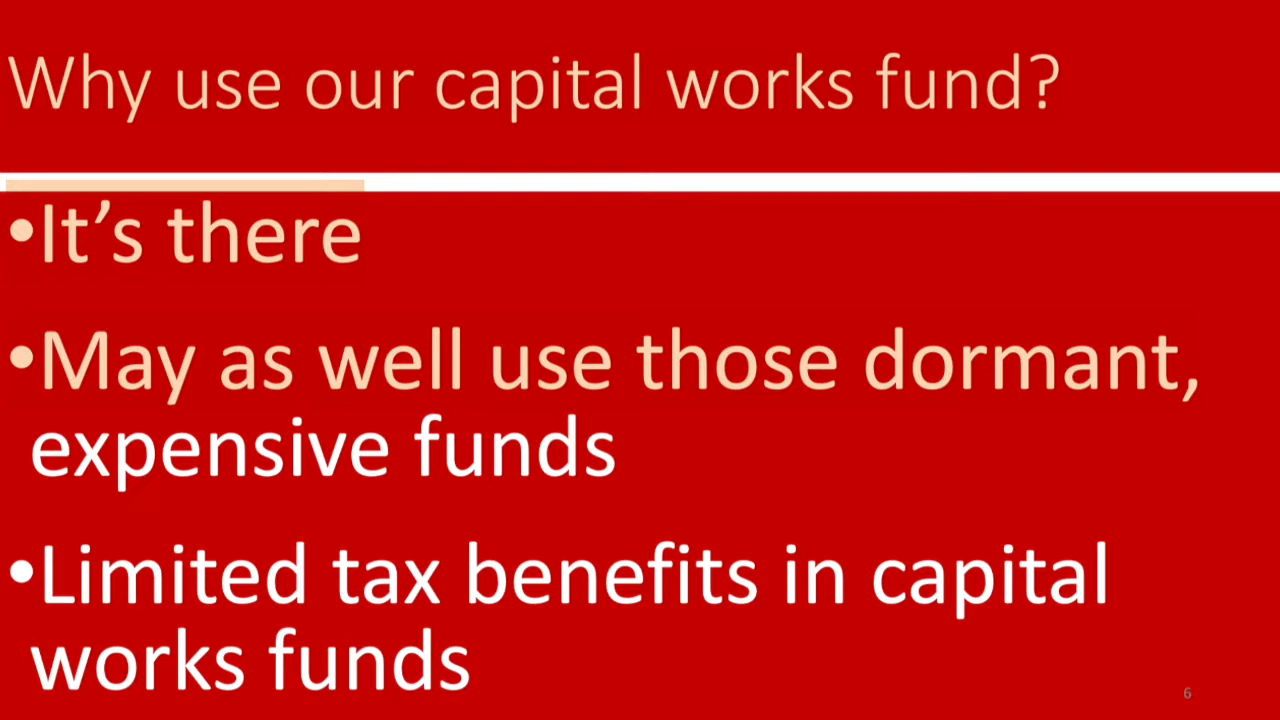 Why use our capital works fund?
•It’s there
•May as well use those dormant,
expensive funds
•Limited tax benefits in capital
works funds
6